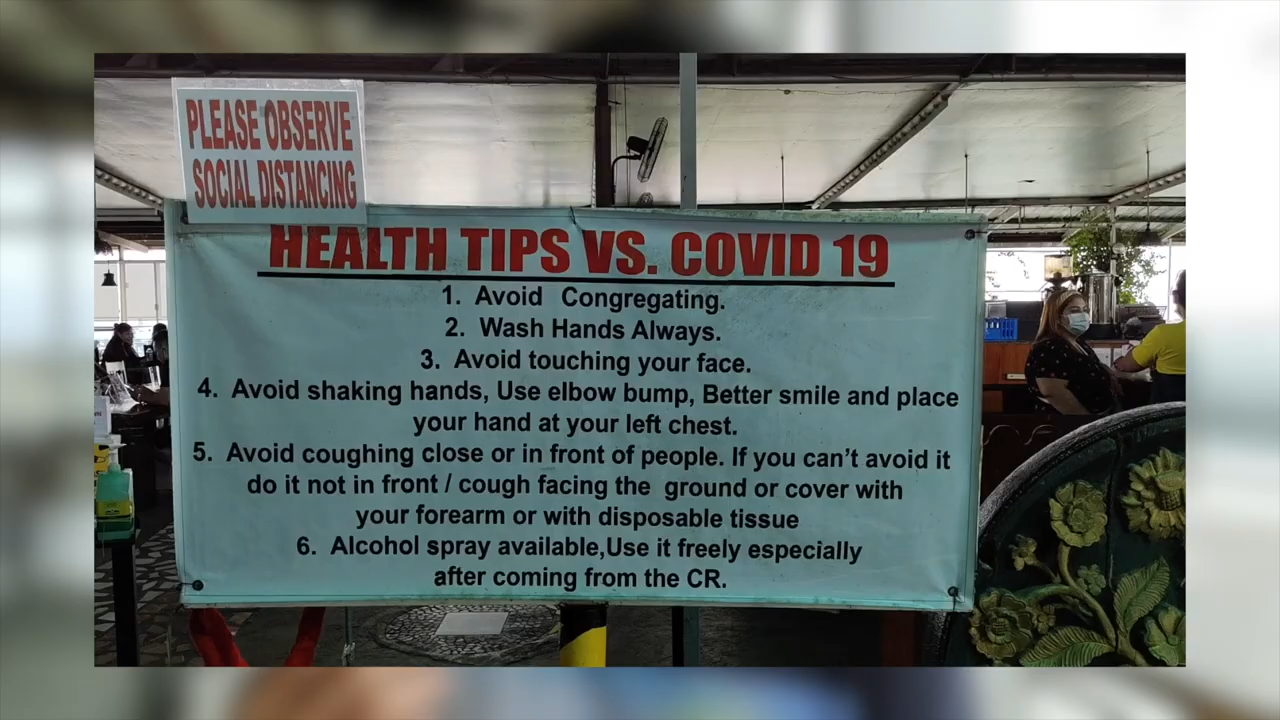 PLEASE OBSERVE
SOCIAL DISTANCING
HEALTH TIPS VS. COVID 19
1. Avoid Congregating.
2. Wash Hands Always.
3. Avoid touching your face.
4. Avoid shaking hands, Use elbow bump, Better smile and place
your hand at your left chest.
5. Avoid coughing close or in front of people. If you can't avoid it
do it not in front / cough facing the ground or cover with
your forearm or with disposable tissue
6. Alcohol spray available,Use it freely especially
after coming from the CR.